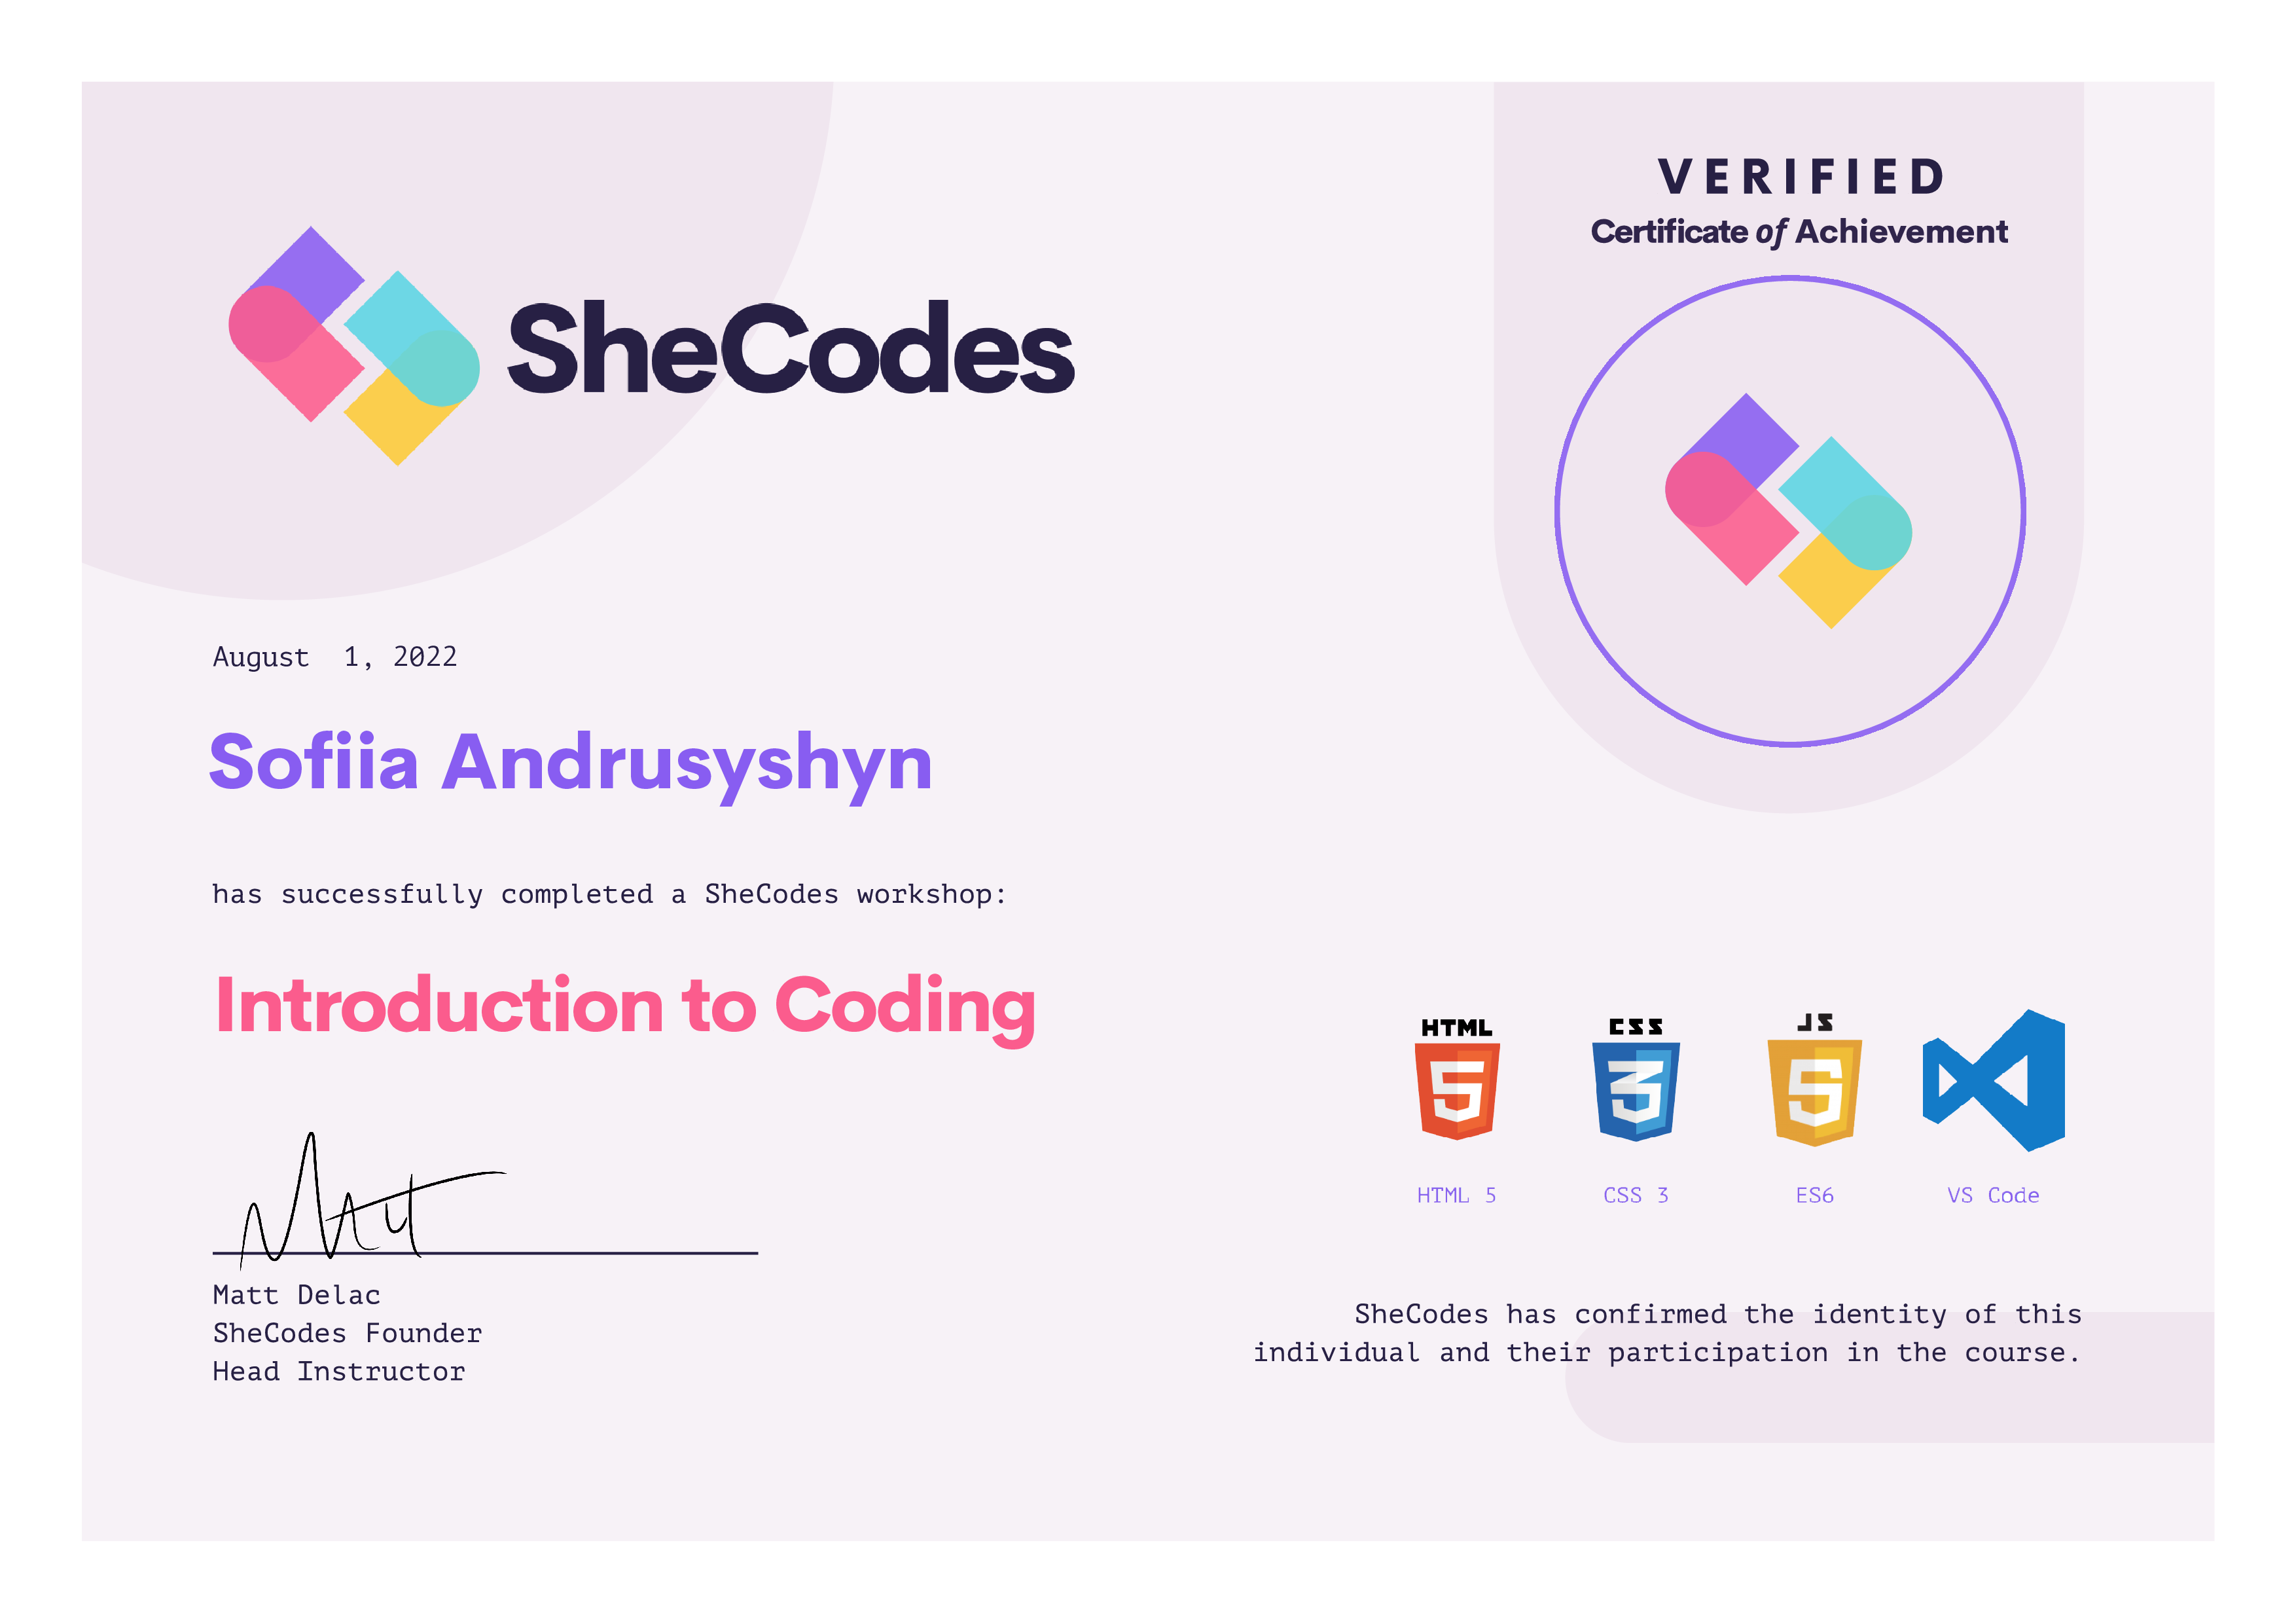 VERIFIED
Certificate of Achievement
SheCodes
August  1, 2022
Sofiia Andrusyshyn
has successfully completed a SheCodes workshop:
Introduction to Coding
HTML
CSS
JS
5
3
5
HTML 5
CSS 3
ES6
VS Code
Matt
Matt Delac
SheCodes Founder
Head Instructor
SheCodes has confirmed the identity of this
individual and their participation in the course.